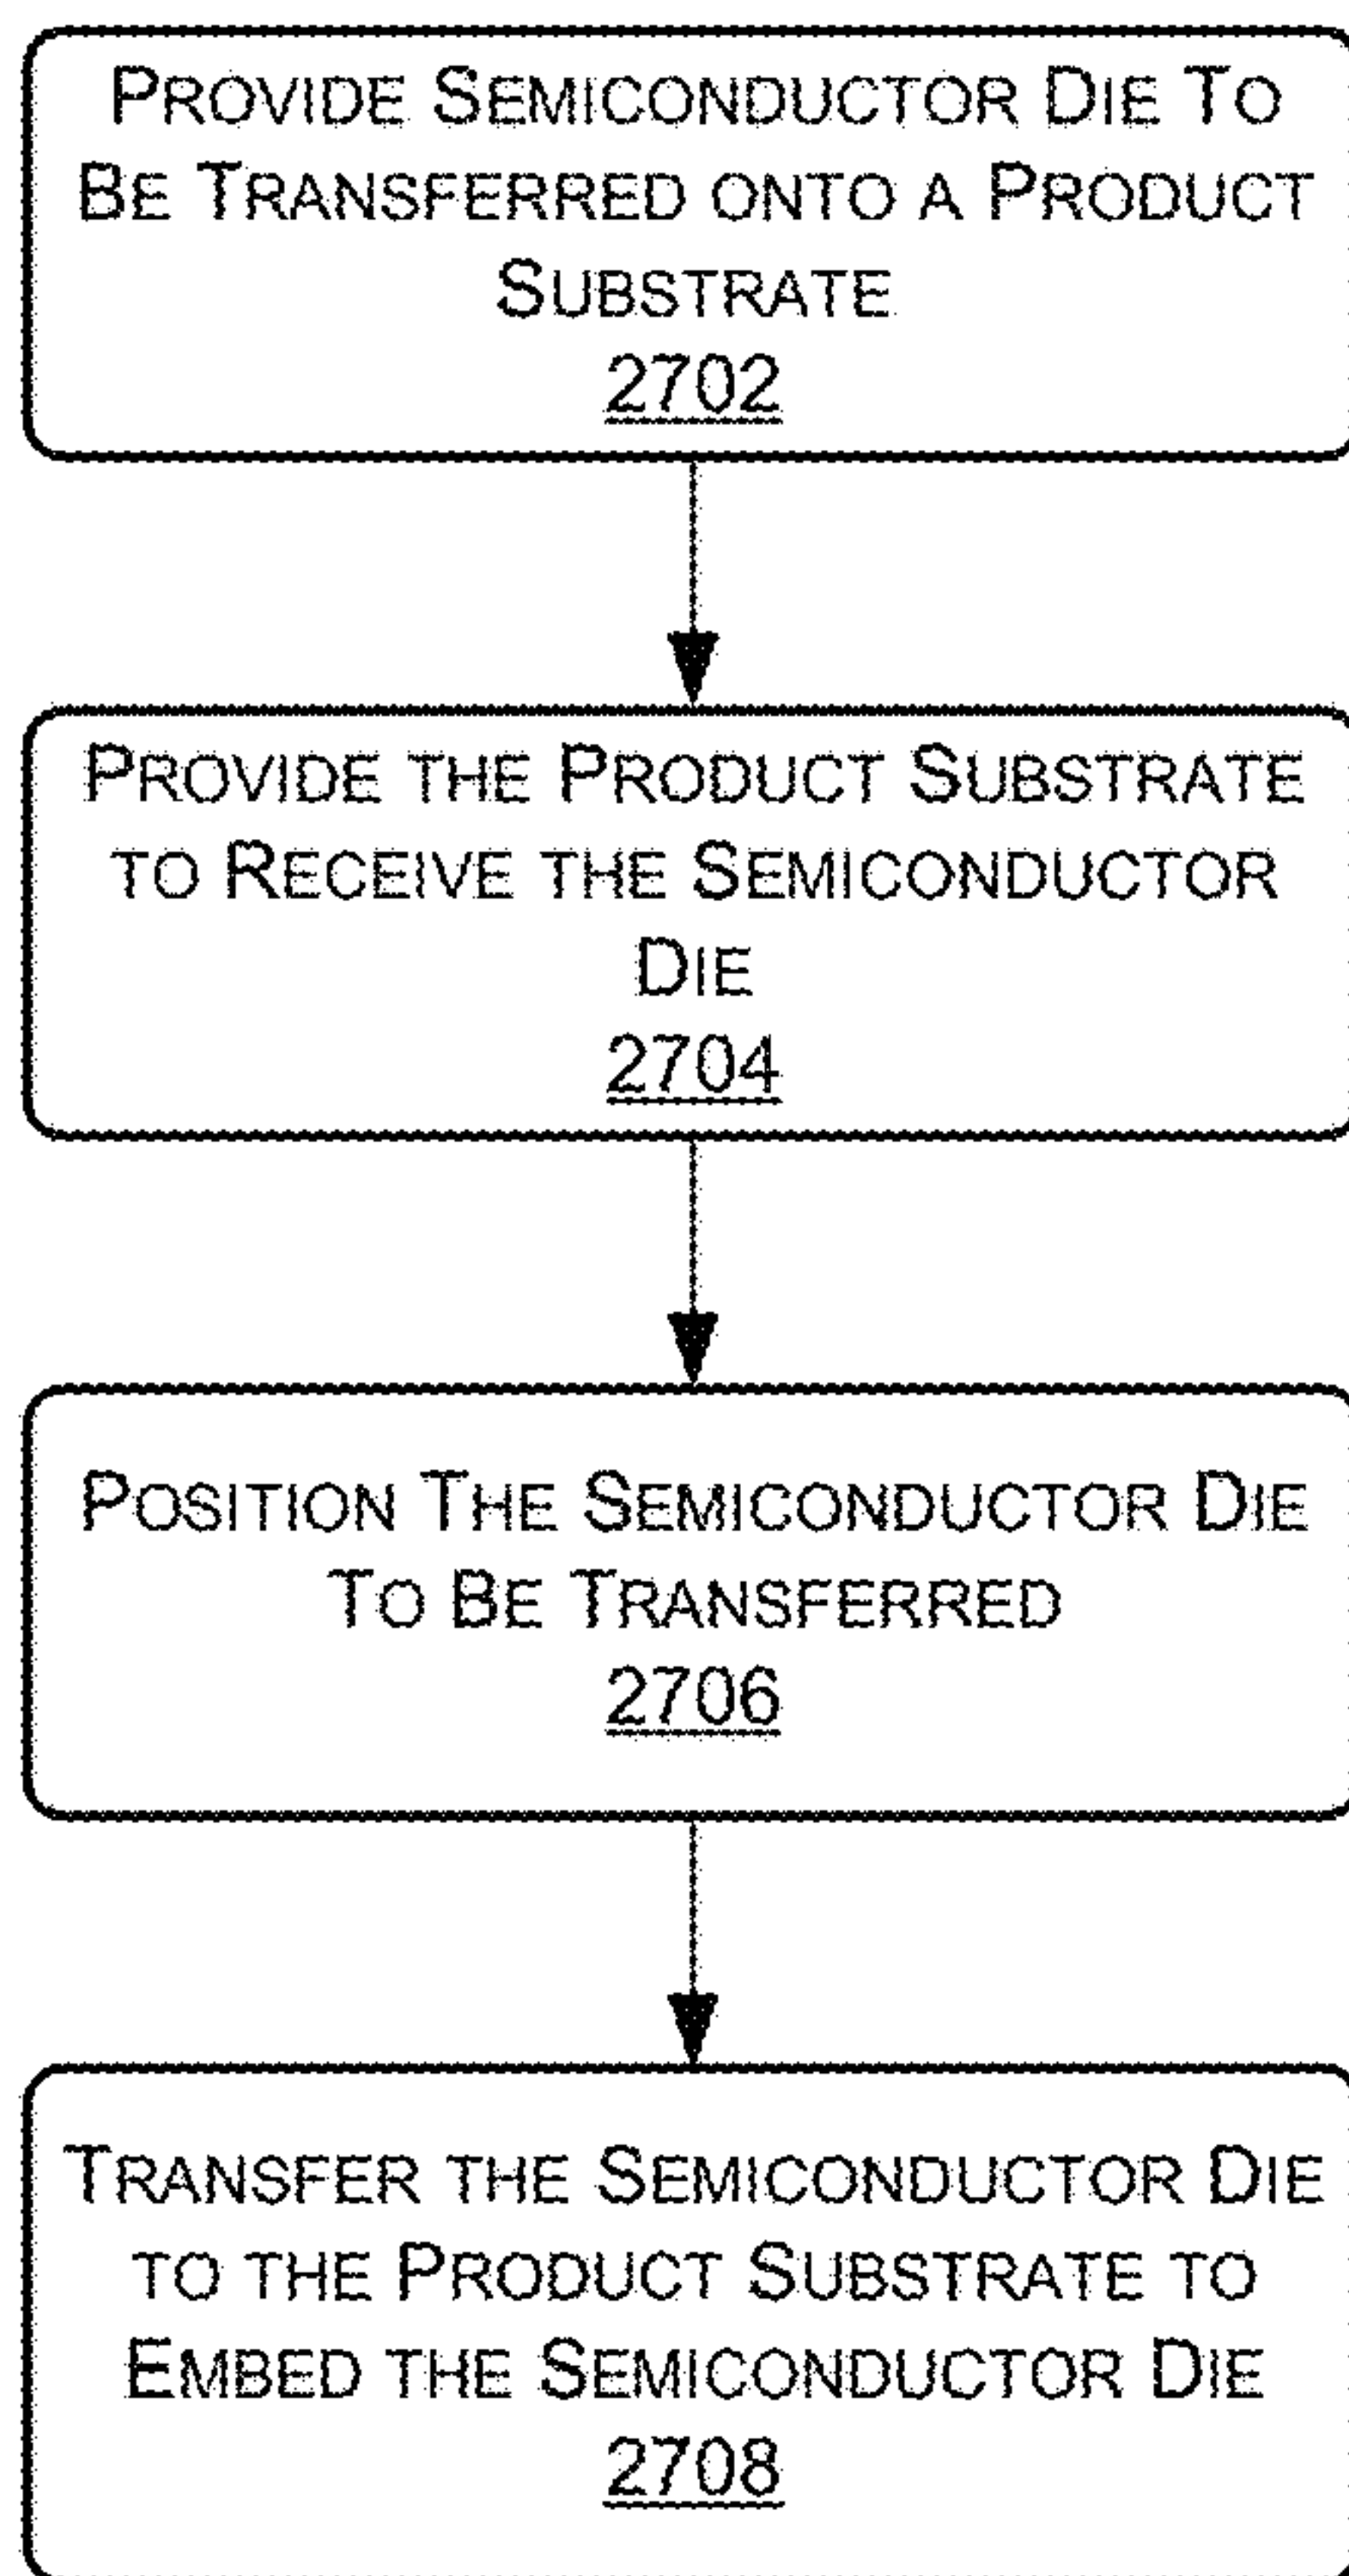 PROVIDE SEMICONDUCTOR DIE TO
BE TRANSFERRED ONTO A PRODUCT
SUBSTRATE
2702
PROVIDE THE PRODUCT SUBSTRATE
TO RECEIVE THE SEMICONDUCTOR
DIE
2704
POSITION THE SEMICONDUCTOR DIE
TO BE TRANSFERRED
2706
TRANSFER THE SEMICONDUCTOR DIE
TO THE PRODUCT SUBSTRATE TO
EMBED THE SEMICONDUCTOR DIE
2708